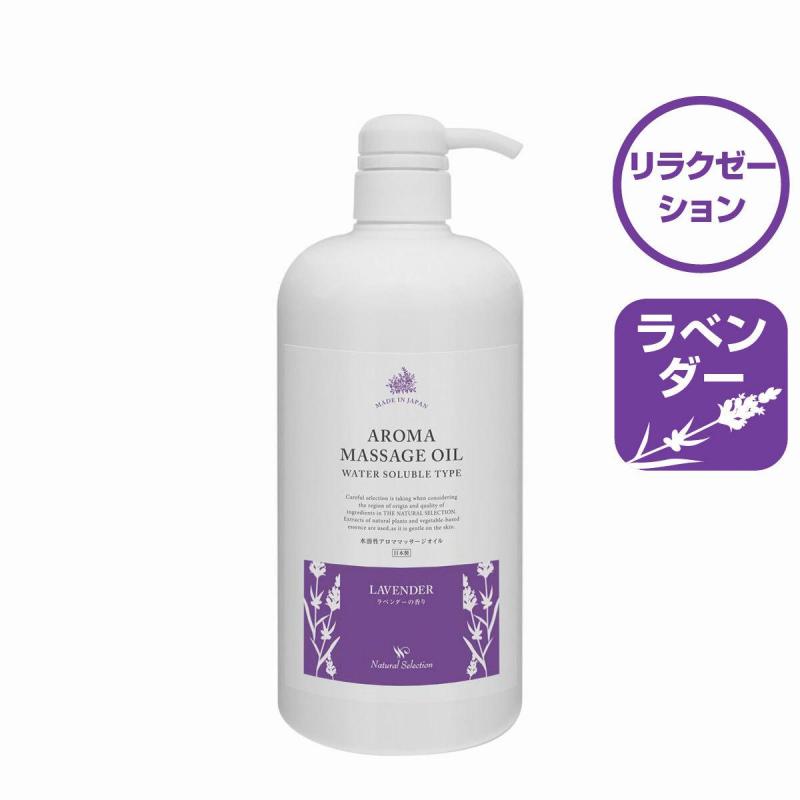 リラクゼー
ション
ラベン
ダー
MADE IN JAPAN
AROMA
MASSAGE OIL
WATER SOLUBLE TYPE
Careful selection is taking when considering
the region of origin and quality of
ingredients in THE NATURAL SELECTION.
Extracts of natural plants and vegetable-based
essence are used,as it is gentle on the skin.
水溶性アロママッサージオイル
日本製
LAVENDER
ラベンダーの香り
Natural Selection